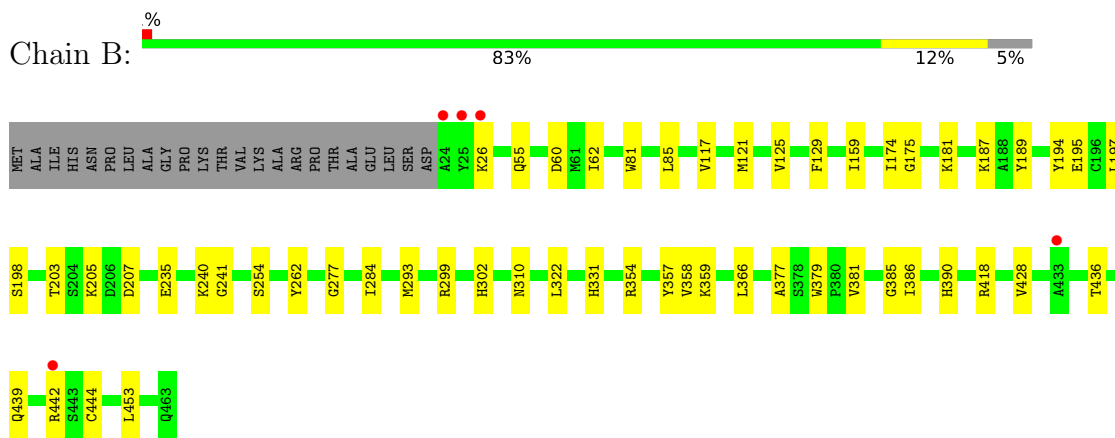 %
Chain B:
83% 12% 5%
MET ALA ILE HIS ASN PRO LEU ALA GLY PRO LYS THR VAL LYS ALA ARG PRO THR ALA GLU LEU SER ASP A24 Y25 K26 Q55 D60 M61 I62 W81 L85 V117 M121 V125 F129 I159 I174 G175 K181 K187 A188 Y189 Y194 E195 C196 L197
S198 T203 S204 K205 D206 D207 E235 K240 G241 S254 Y262 G277 I284 M293 R299 H302 N310 L322 H331 R354 Y357 V358 K359 L366 A377 S378 W379 P380 V381 G385 I386 H390 R418 V428 A433 T436
Q439 R442 S443 C444 L453 Q463